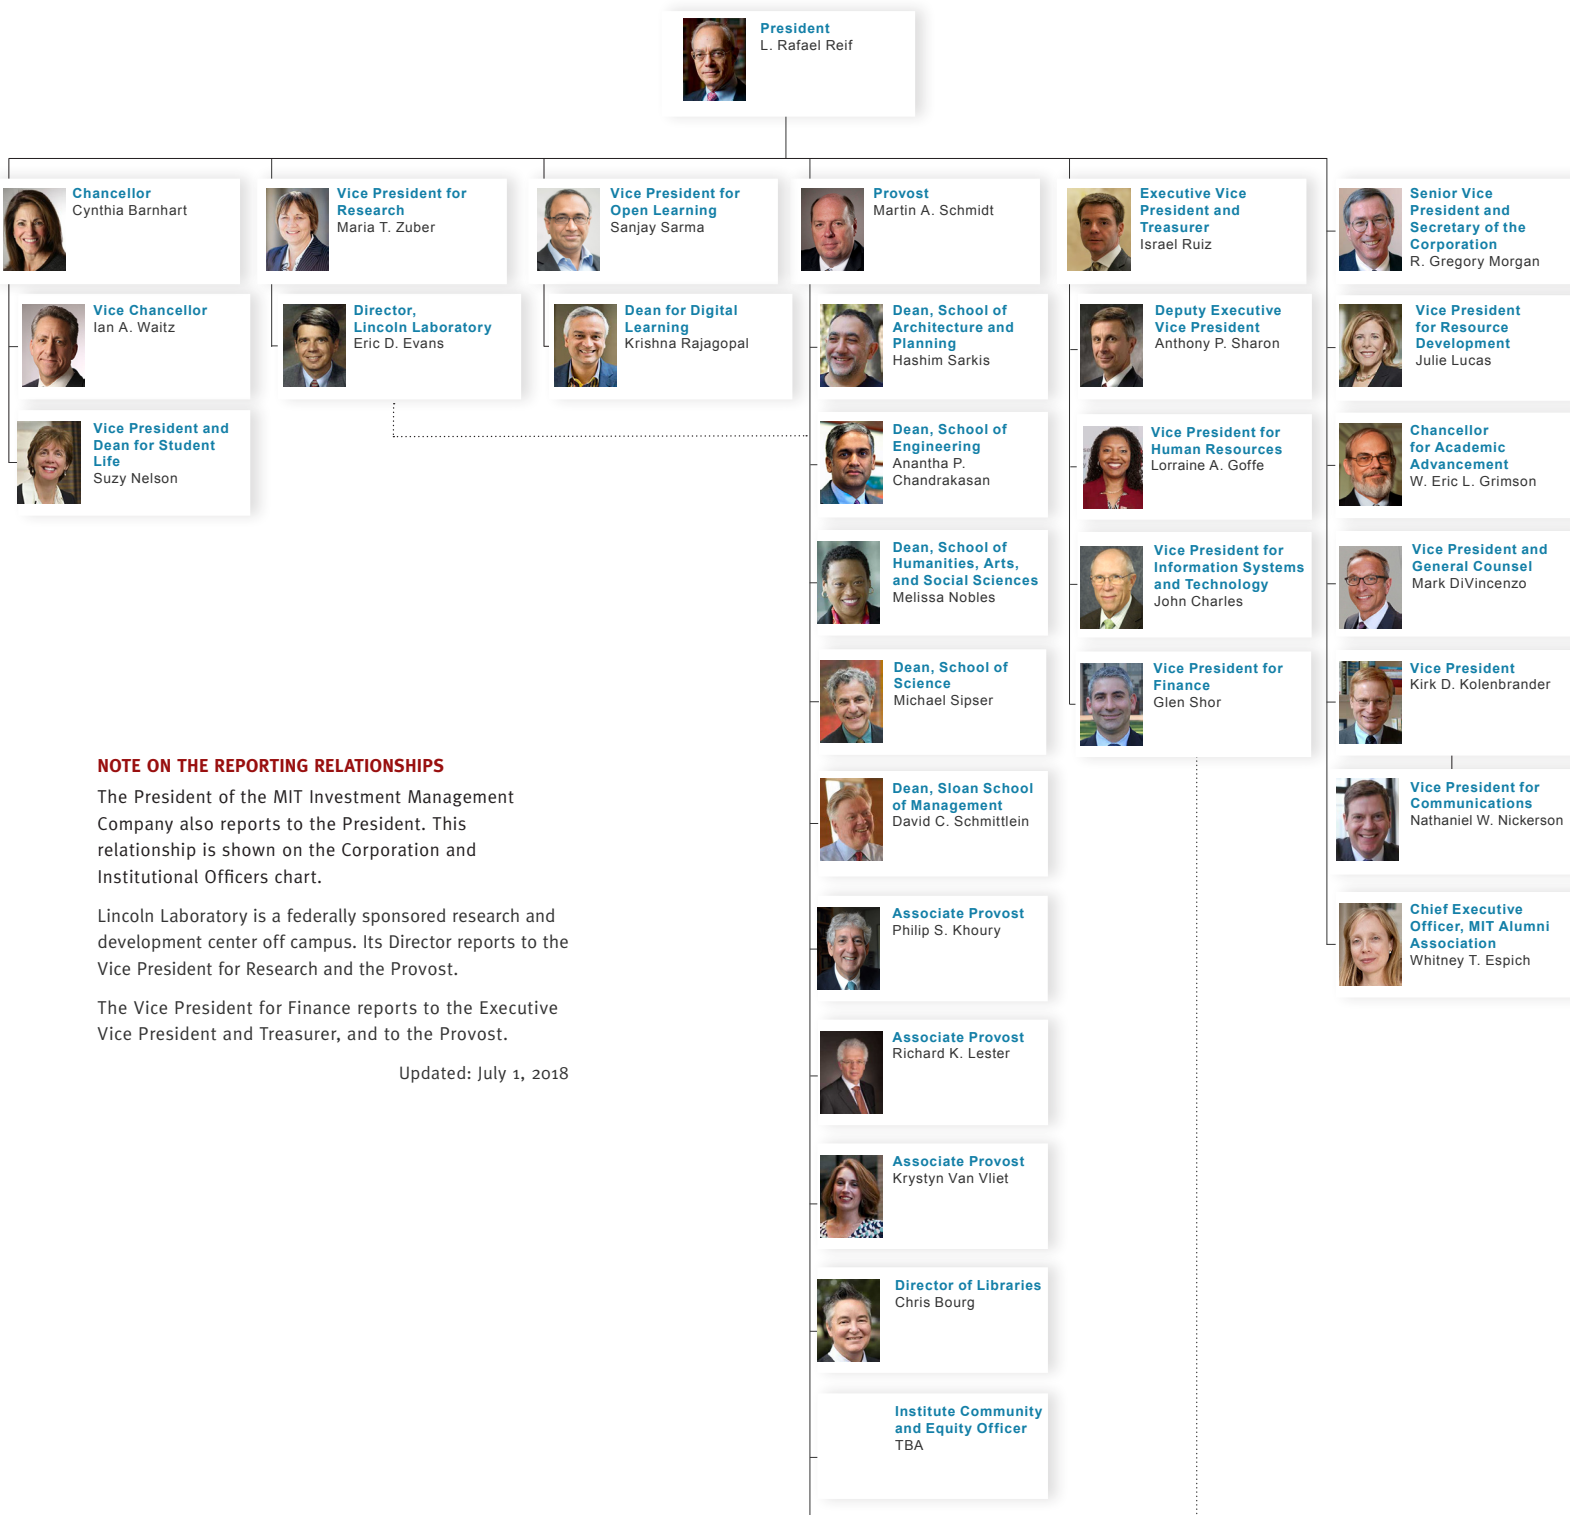 President
L. Rafael Reif
Chancellor
Cynthia Barnhart
Vice President for
Research
Maria T. Zuber
Vice President for
Open Learning
Sanjay Sarma
Provost
Martin A. Schmidt
Executive Vice
President and
Treasurer
Israel Ruiz
Senior Vice
President and
Secretary of the
Corporation
R. Gregory Morgan
Vice Chancellor
Ian A. Waitz
Director,
Lincoln Laboratory
Eric D. Evans
Dean for Digital
Learning
Krishna Rajagopal
Dean, School of
Architecture and
Planning
Hashim Sarkis
Deputy Executive
Vice President
Anthony P. Sharon
Vice President
for Resource
Development
Julie Lucas
Vice President and
Dean for Student
Life
Suzy Nelson
Dean, School of
Engineering
Anantha P.
Chandrakasan
Vice President for
Human Resources
Lorraine A. Goffe
Chancellor
for Academic
Advancement
W. Eric L. Grimson
Dean, School of
Humanities, Arts,
and Social Sciences
Melissa Nobles
Vice President for
Information Systems
and Technology
John Charles
Vice President and
General Counsel
Mark DiVincenzo
Dean, School of
Science
Michael Sipser
Vice President for
Finance
Glen Shor
Vice President
Kirk D. Kolenbrander
Dean, Sloan School
of Management
David C. Schmittlein
Vice President for
Communications
Nathaniel W. Nickerson
Associate Provost
Philip S. Khoury
Chief Executive
Officer, MIT Alumni
Association
Whitney T. Espich
Associate Provost
Richard K. Lester
Associate Provost
Krystyn Van Vliet
Director of Libraries
Chris Bourg
Institute Community
and Equity Officer
TBA
NOTE ON THE REPORTING RELATIONSHIPS
The President of the MIT Investment Management
Company also reports to the President. This
relationship is shown on the Corporation and
Institutional Officers chart.
Lincoln Laboratory is a federally sponsored research and
development center off campus. Its Director reports to the
Vice President for Research and the Provost.
The Vice President for Finance reports to the Executive
Vice President and Treasurer, and to the Provost.
Updated: July 1, 2018